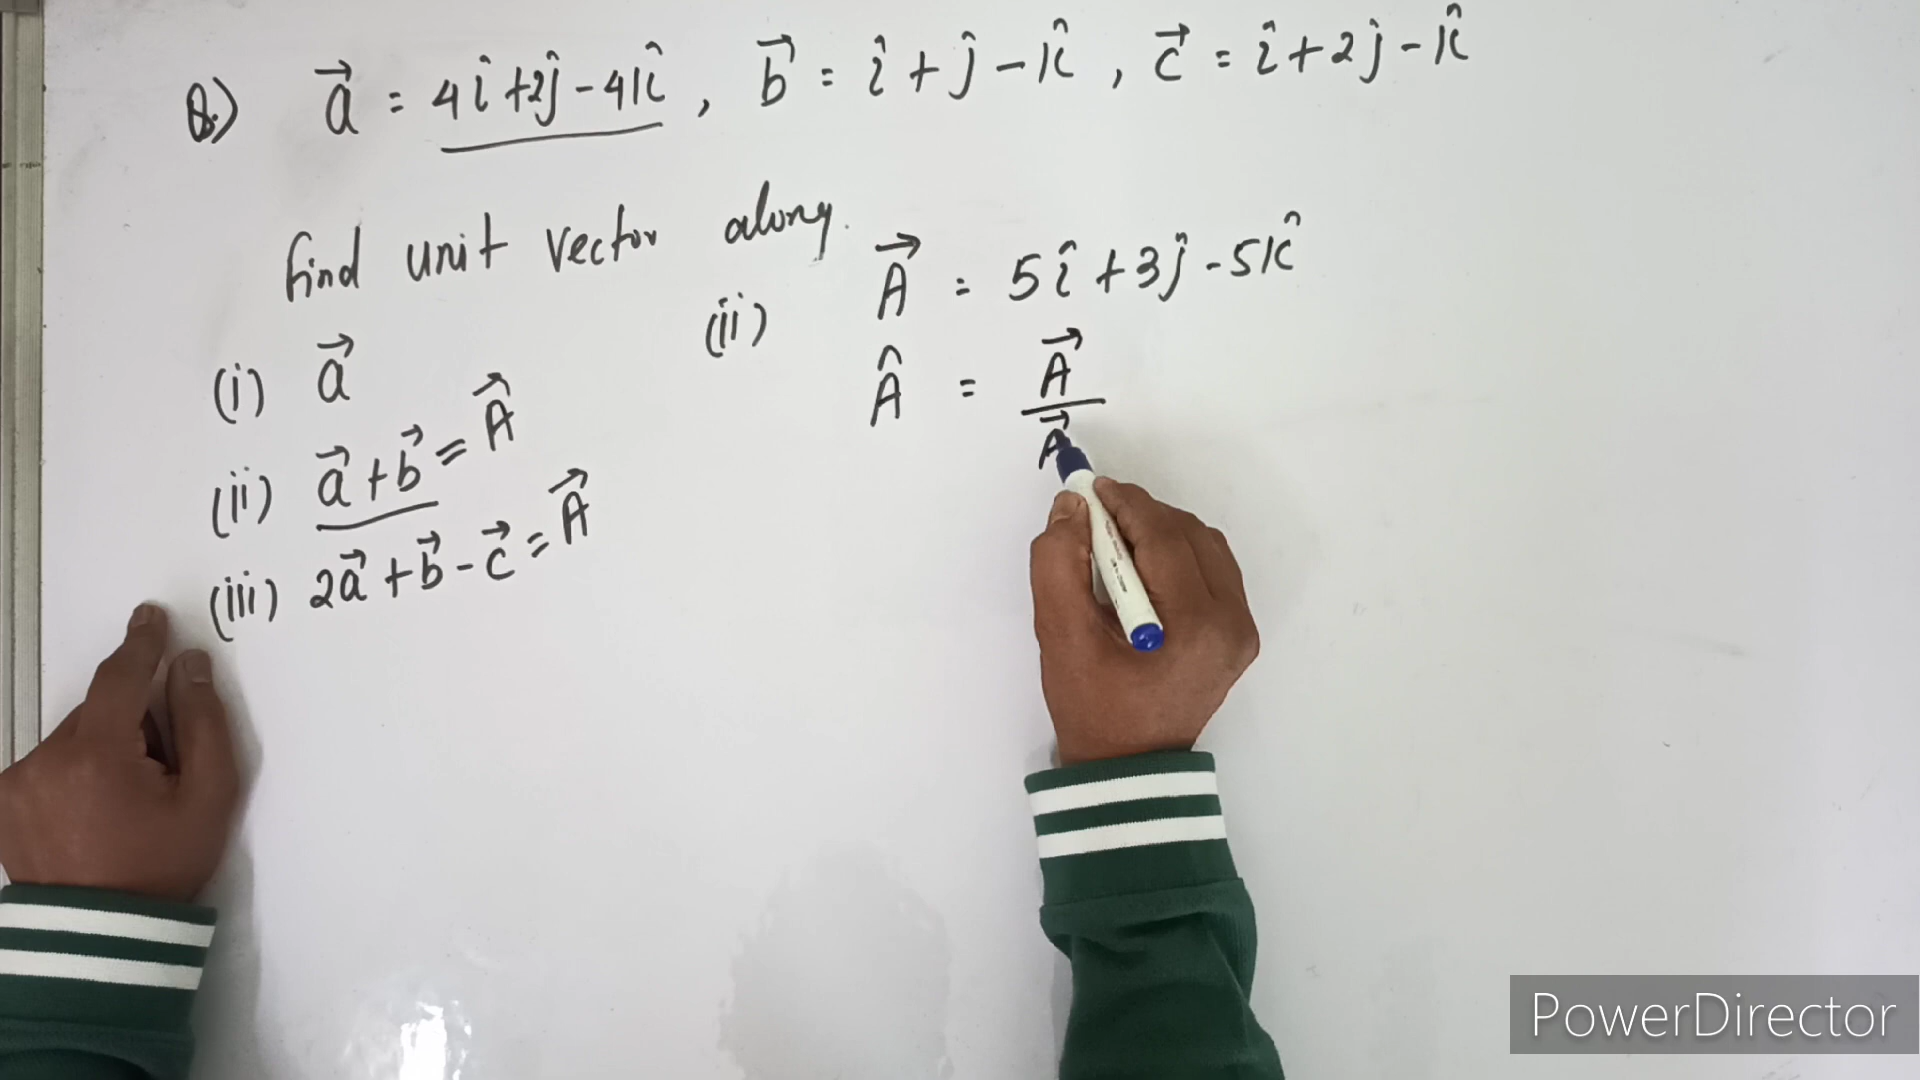 Q.) a⃗ = 4î + 2ĵ - 4k̂ , b⃗ = î + ĵ - k̂ , c⃗ = î + 2ĵ - k̂
find unit vector along.
(i) a⃗
(ii) a⃗ + b⃗ = A⃗
(iii) 2a⃗ + b⃗ - c⃗ = A⃗
(ii) A⃗ = 5î + 3ĵ - 5k̂
Â = A⃗ / A⃗
PowerDirector